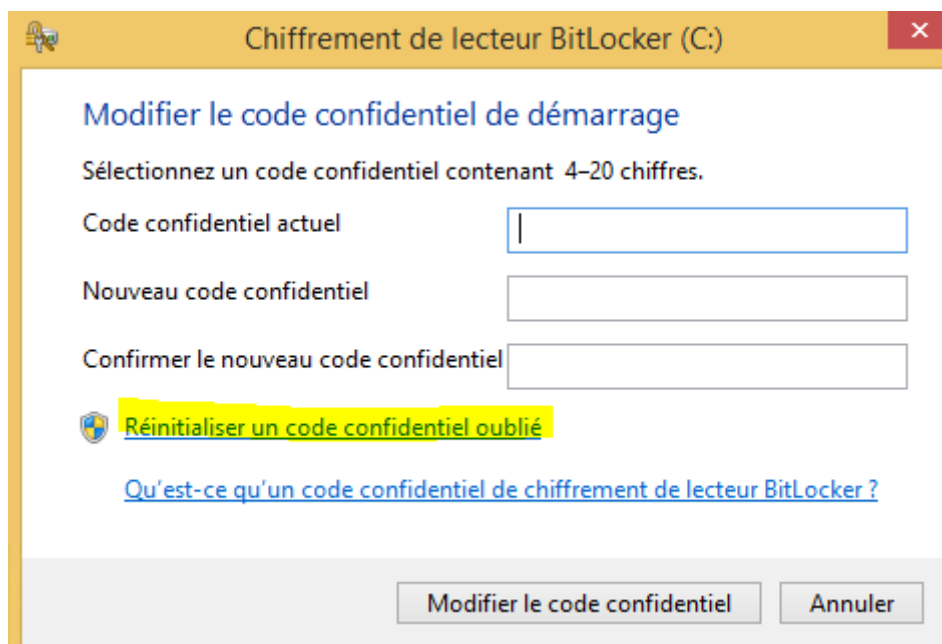 Chiffrement de lecteur BitLocker (C:)
Modifier le code confidentiel de démarrage
Sélectionnez un code confidentiel contenant 4–20 chiffres.
Code confidentiel actuel
Nouveau code confidentiel
Confirmer le nouveau code confidentiel
Réinitialiser un code confidentiel oublié
Qu'est-ce qu'un code confidentiel de chiffrement de lecteur BitLocker ?
Modifier le code confidentiel
Annuler